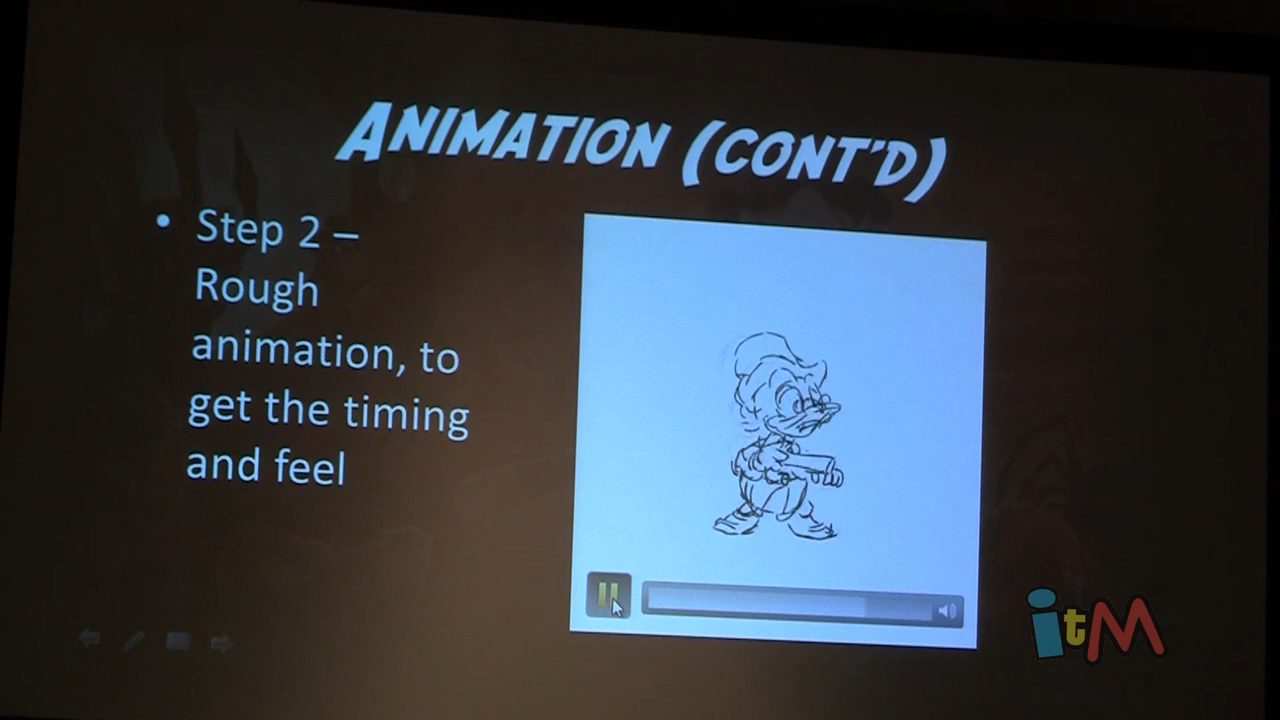 ANIMATION (CONT'D)
• Step 2 –
Rough
animation, to
get the timing
and feel
itM